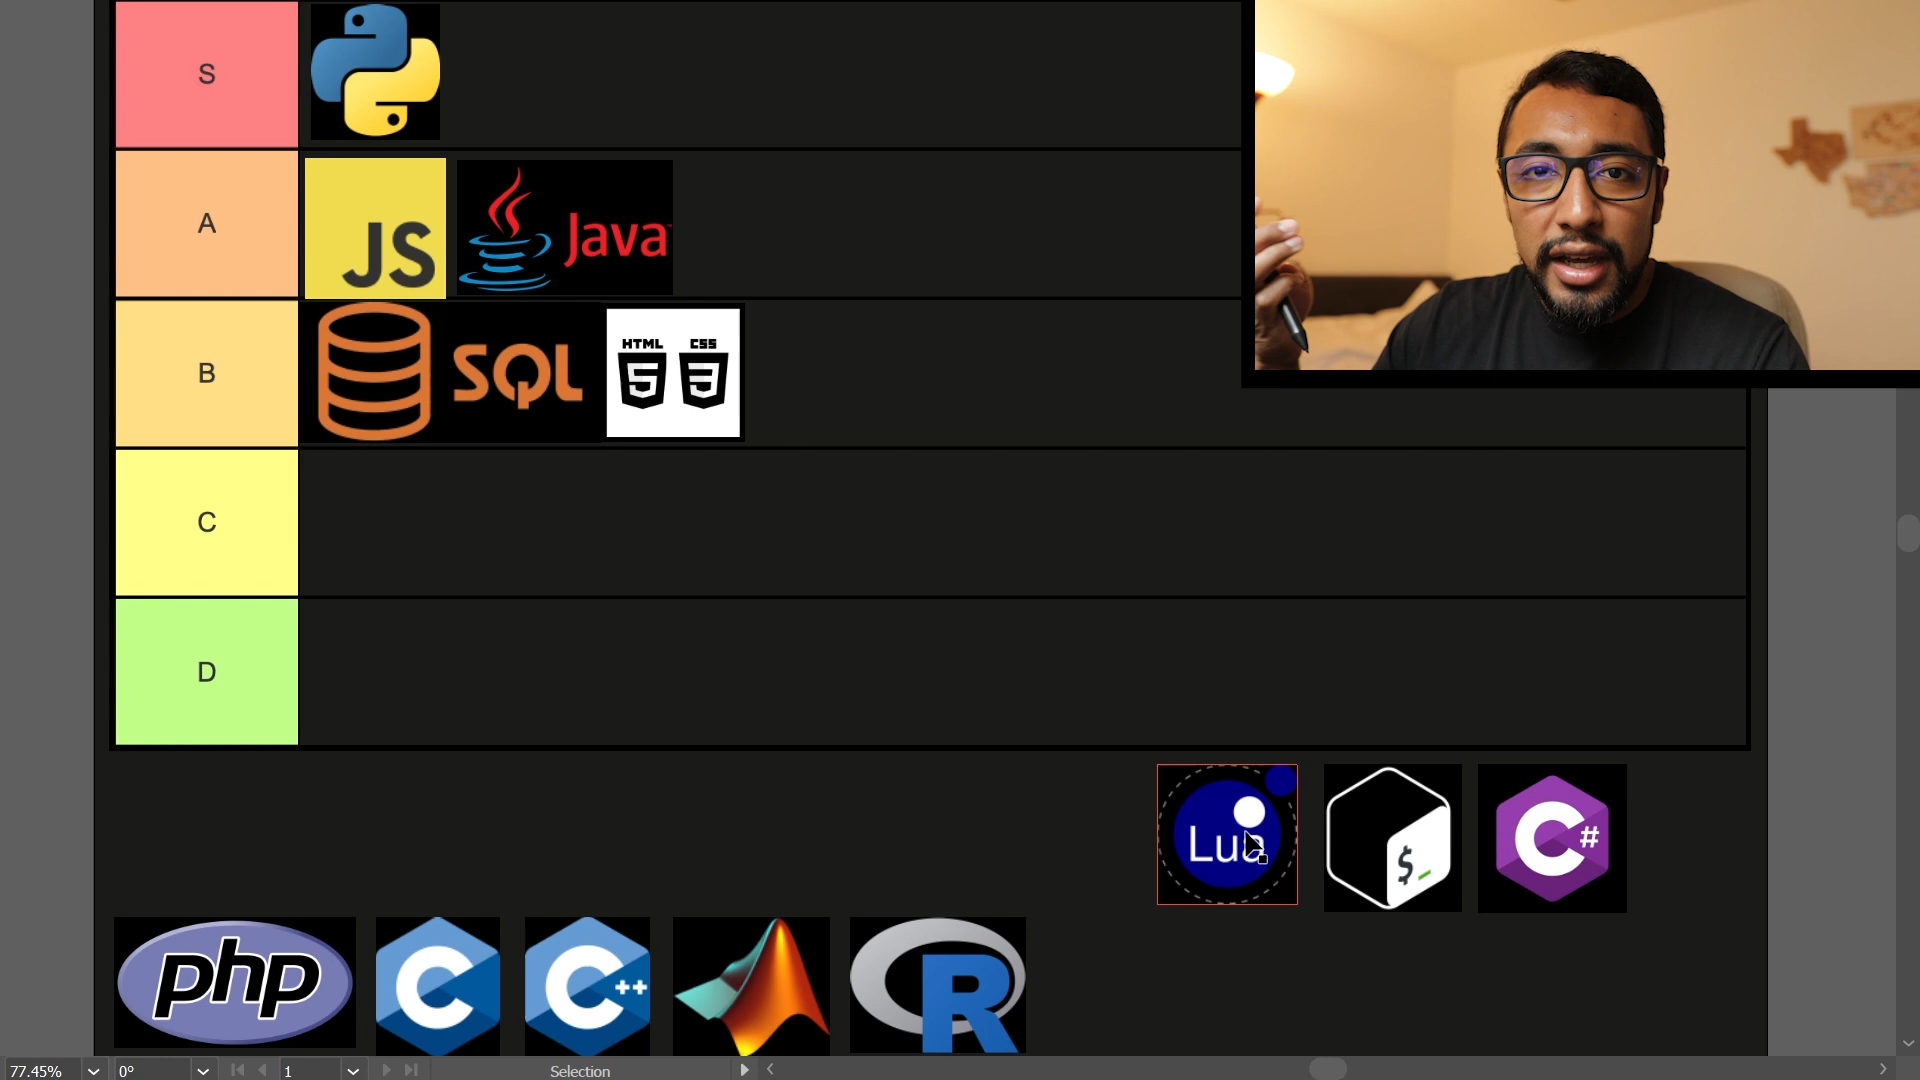 S
A
JS
Java
B
SQL
HTML
5
CSS
3
C
D
Lua
$_
C#
php
C
C++
R
77.45%
0°
1
Selection